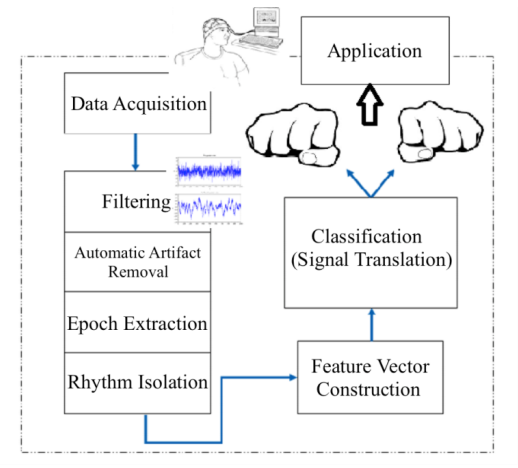 Data Acquisition
Filtering
Automatic Artifact
Removal
Epoch Extraction
Rhythm Isolation
Feature Vector
Construction
Classification
(Signal Translation)
Application